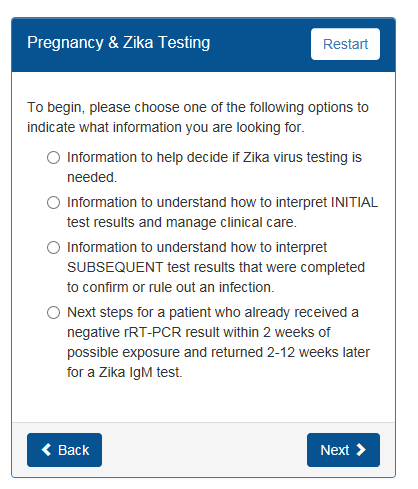 Pregnancy & Zika Testing
Restart
To begin, please choose one of the following options to
indicate what information you are looking for.
Information to help decide if Zika virus testing is
needed.
Information to understand how to interpret INITIAL
test results and manage clinical care.
Information to understand how to interpret
SUBSEQUENT test results that were completed
to confirm or rule out an infection.
Next steps for a patient who already received a
negative rRT-PCR result within 2 weeks of
possible exposure and returned 2-12 weeks later
for a Zika IgM test.
Back
Next